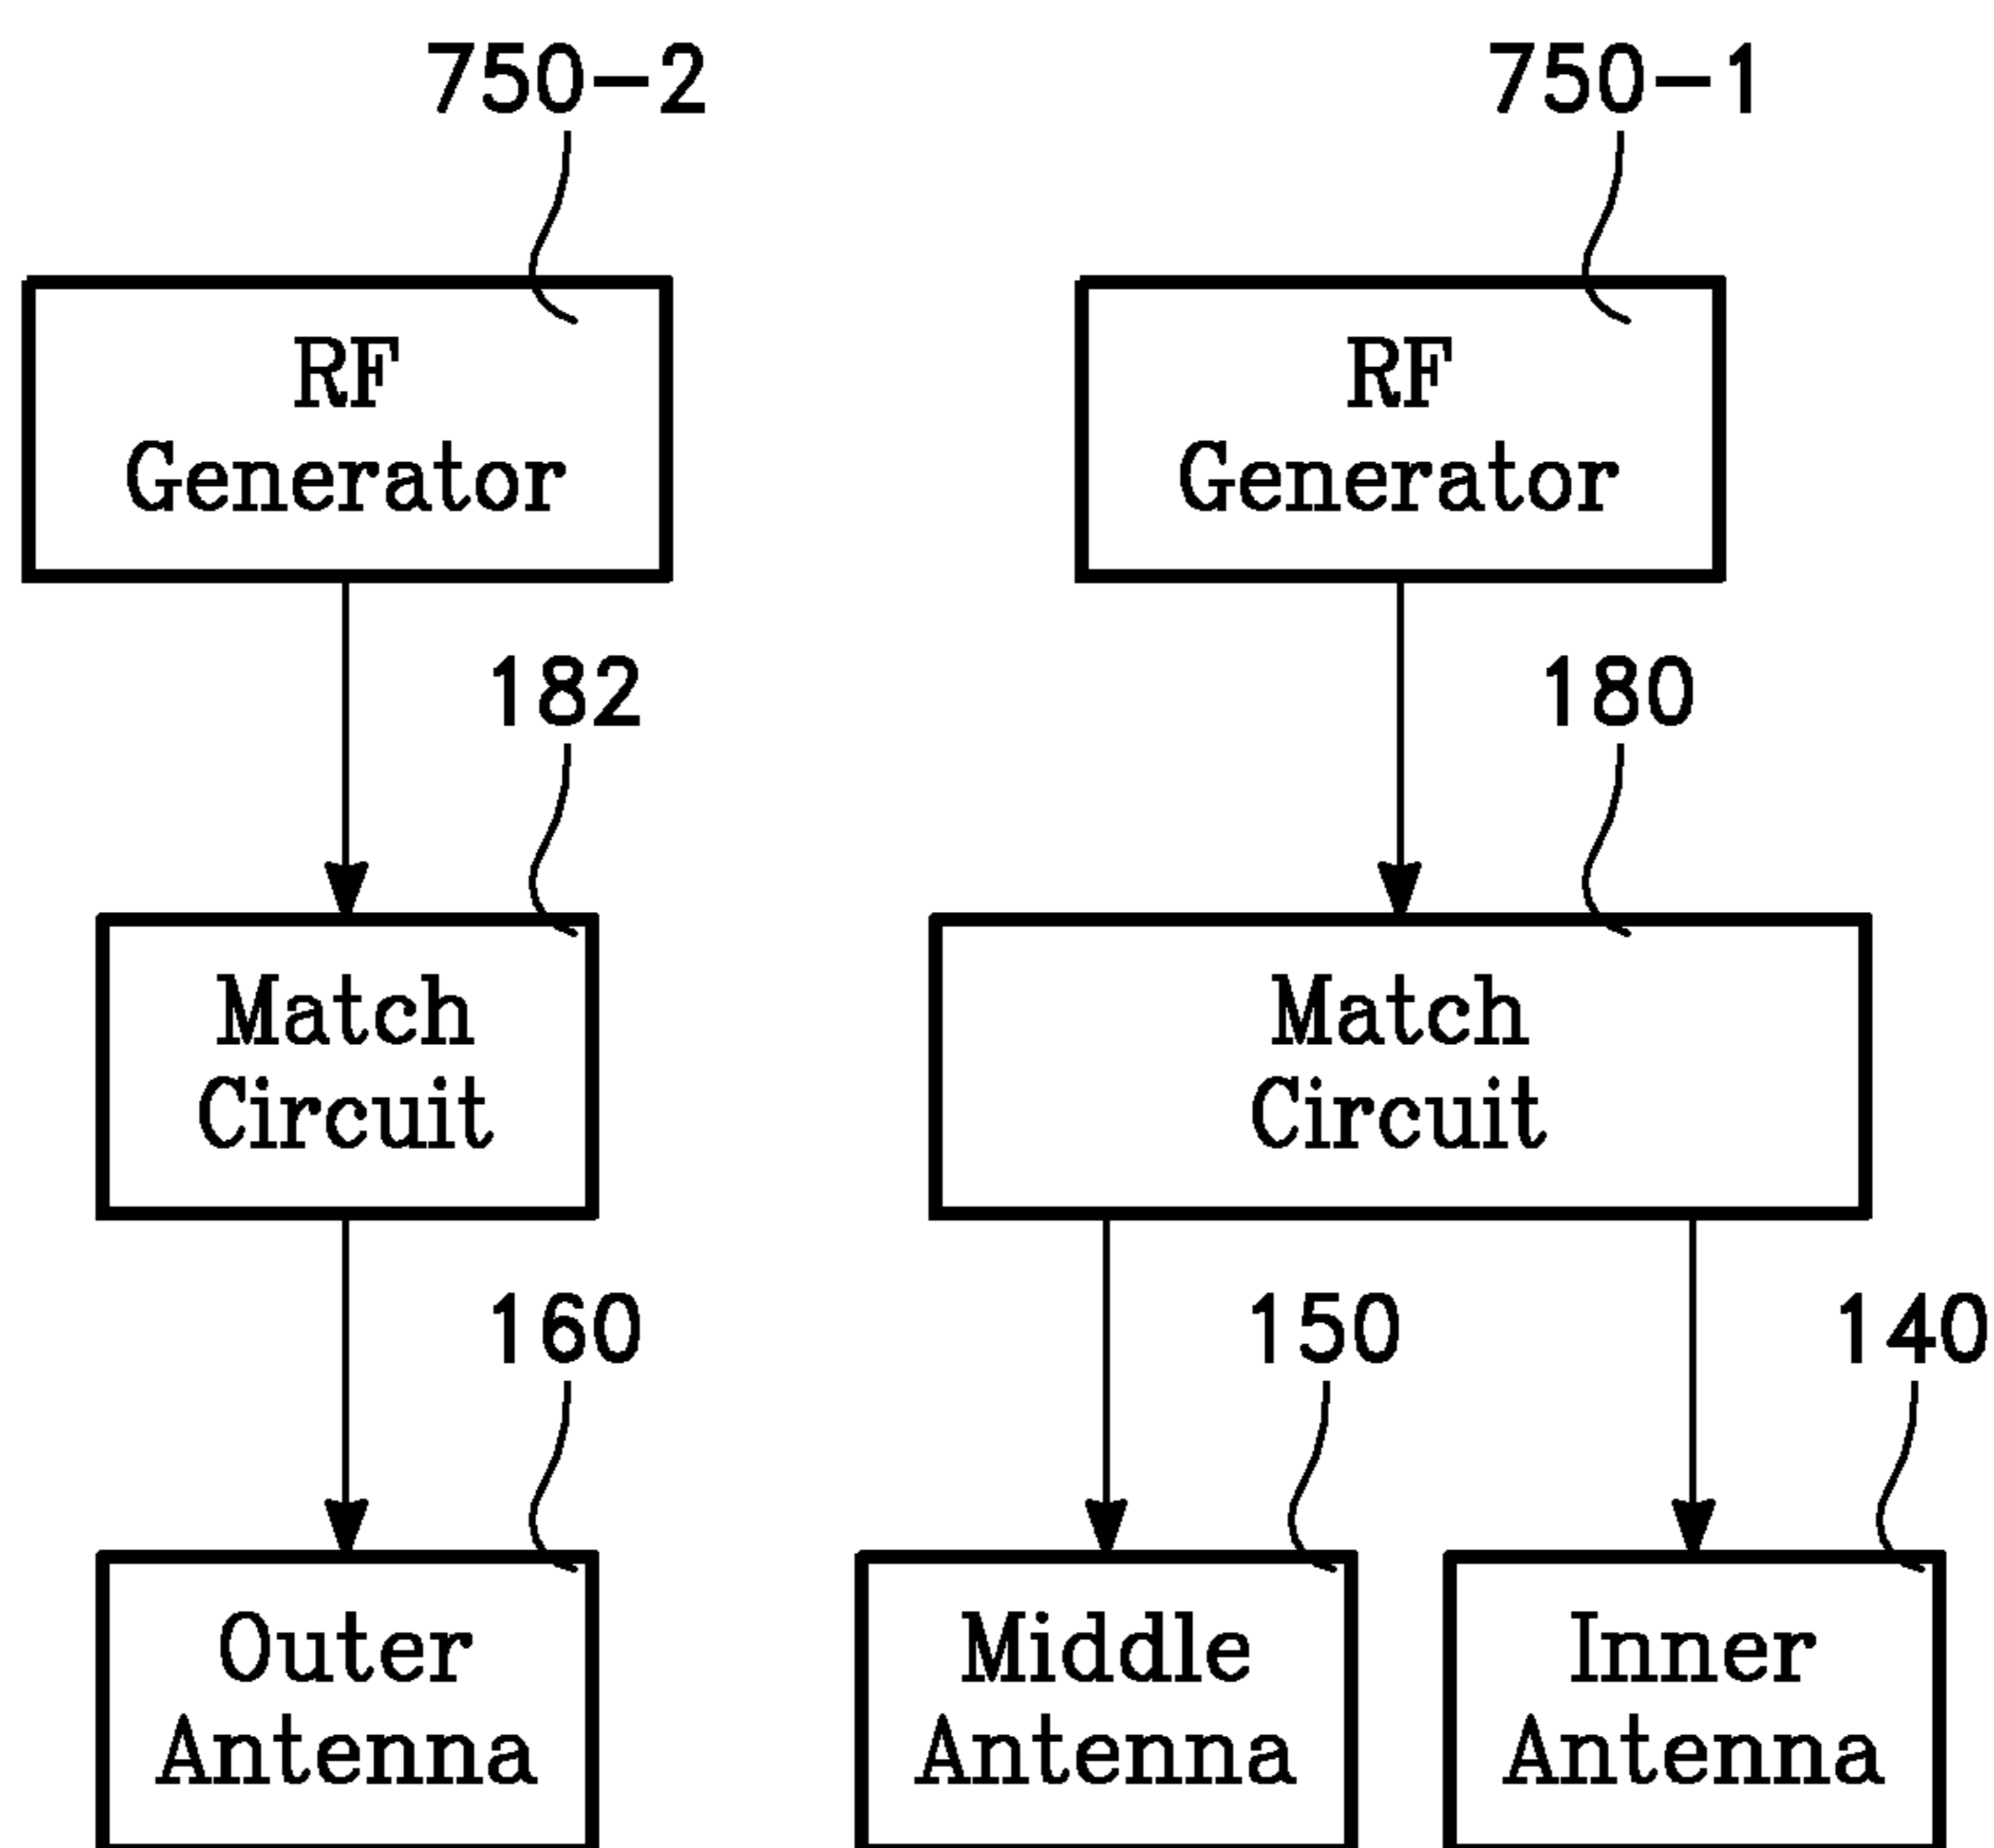 750-2
750-1
RF
Generator
RF
Generator
182
180
Match
Circuit
Match
Circuit
160
150
140
Outer
Antenna
Middle
Antenna
Inner
Antenna